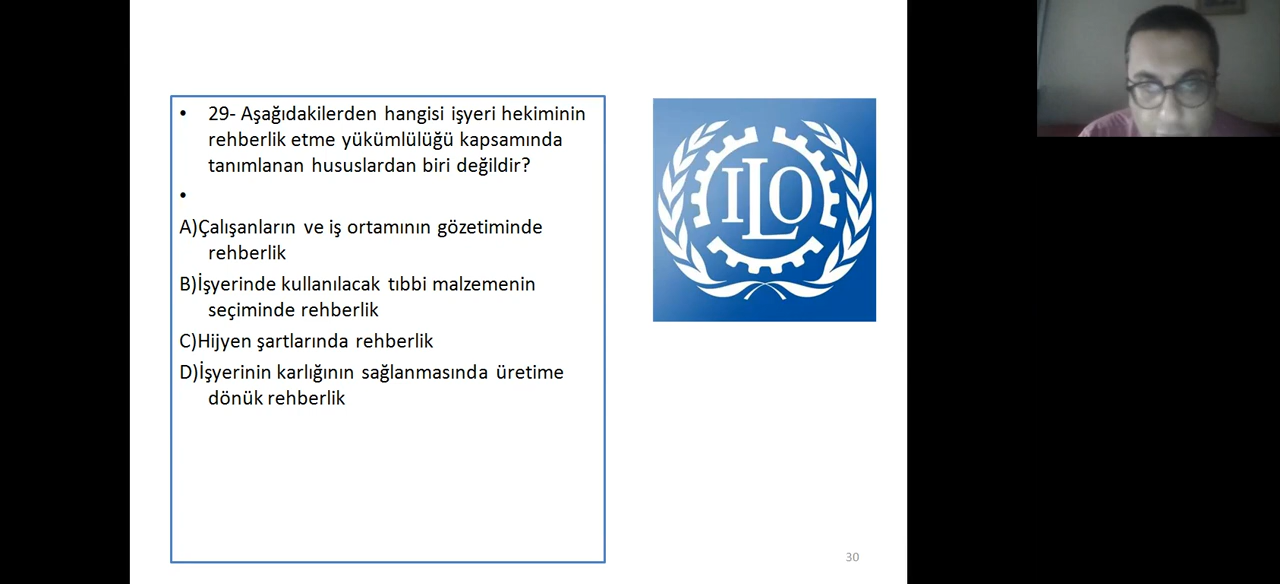 • 29- Aşağıdakilerden hangisi işyeri hekiminin
rehberlik etme yükümlülüğü kapsamında
tanımlanan hususlardan biri değildir?
•
A)Çalışanların ve iş ortamının gözetiminde
rehberlik
B)İşyerinde kullanılacak tıbbi malzemenin
seçiminde rehberlik
C)Hijyen şartlarında rehberlik
D)İşyerinin karlığının sağlanmasında üretime
dönük rehberlik
ILO
30